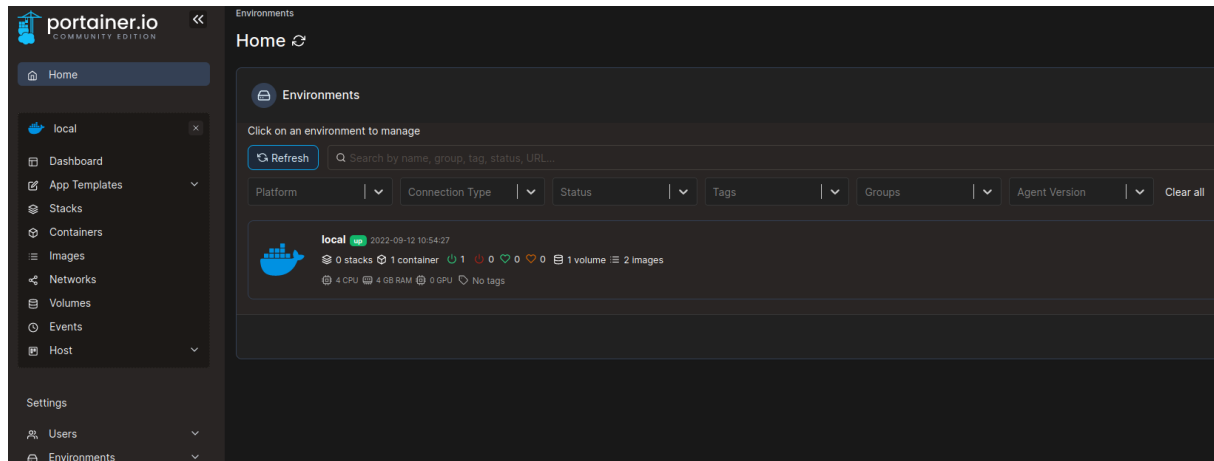 portainer.io
COMMUNITY EDITION
Home
local
Dashboard
App Templates
Stacks
Containers
Images
Networks
Volumes
Events
Host
Settings
Users
Environments
Environments
Home
Environments
Click on an environment to manage
Refresh
Search by name, group, tag, status, URL...
Platform Connection Type Status Tags Groups Agent Version Clear all
local up 2022-09-12 10:54:27
0 stacks 1 container 1 0 0 0 1 volume 2 images
4 CPU 4 GB RAM 0 GPU No tags